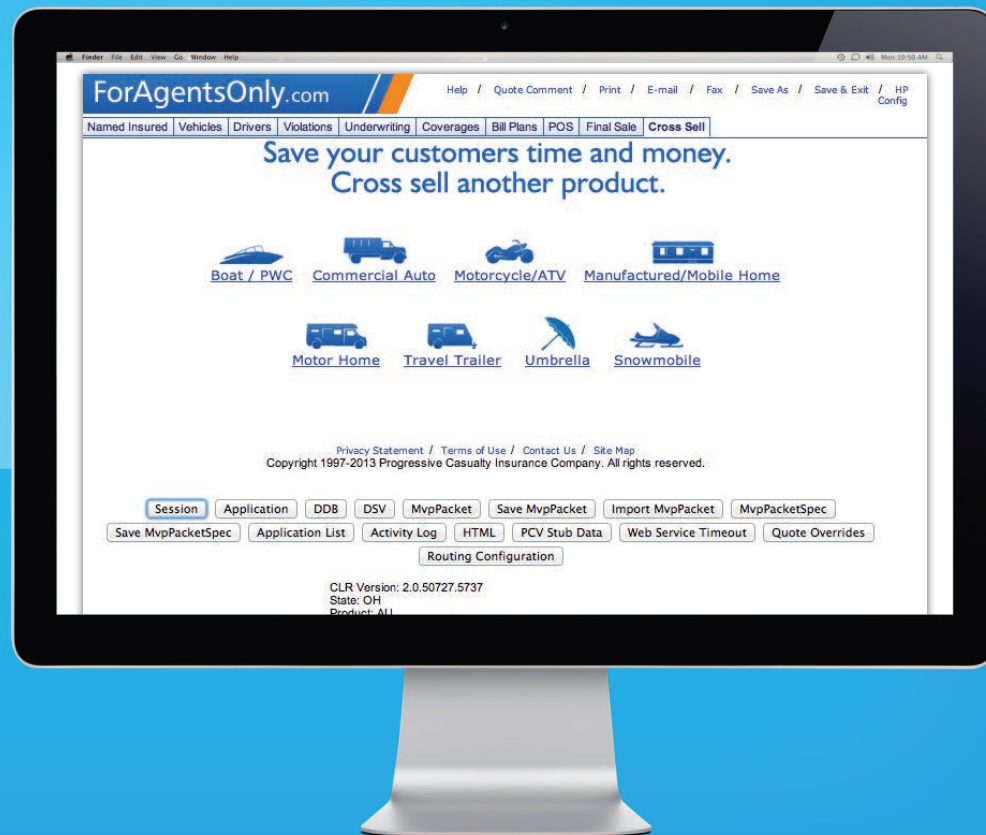 Finder File Edit View Go Window Help
Mon 10:50 AM
ForAgentsOnly.com
Help / Quote Comment / Print / E-mail / Fax / Save As / Save & Exit / HP
Config
Named Insured Vehicles Drivers Violations Underwriting Coverages Bill Plans POS Final Sale Cross Sell
Save your customers time and money.
Cross sell another product.
Boat / PWC Commercial Auto Motorcycle/ATV Manufactured/Mobile Home
Motor Home Travel Trailer Umbrella Snowmobile
Privacy Statement / Terms of Use / Contact Us / Site Map
Copyright 1997-2013 Progressive Casualty Insurance Company. All rights reserved.
Session Application DDB DSV MvpPacket Save MvpPacket Import MvpPacket MvpPacketSpec
Save MvpPacketSpec Application List Activity Log HTML PCV Stub Data Web Service Timeout Quote Overrides
Routing Configuration
CLR Version: 2.0.50727.5737
State: OH
Product: AU